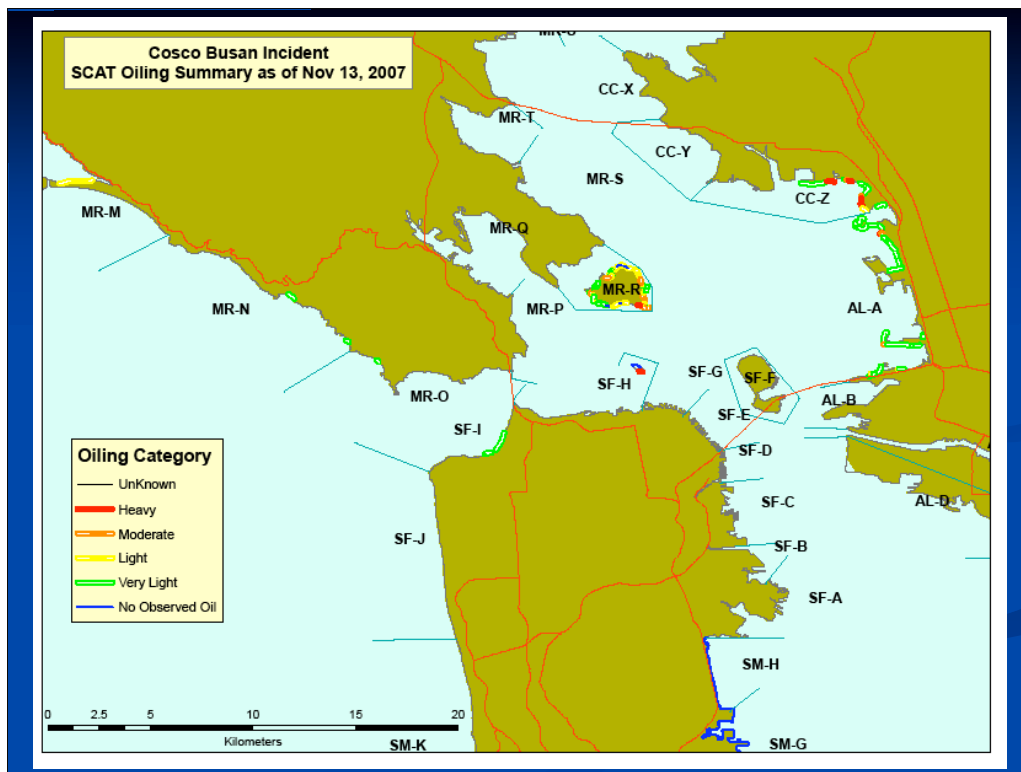 Cosco Busan Incident
SCAT Oiling Summary as of Nov 13, 2007
CC-X
MR-T
CC-Y
MR-S
CC-Z
MR-M
MR-Q
MR-R
MR-N
MR-P
AL-A
SF-G
SF-F
SF-H
MR-O
AL-B
SF-E
SF-I
SF-D
Oiling Category
UnKnown
Heavy
Moderate
Light
Very Light
No Observed Oil
SF-C
AL-D
SF-J
SF-B
SF-A
SM-H
0 2.5 5 10 15 20
Kilometers
SM-K
SM-G